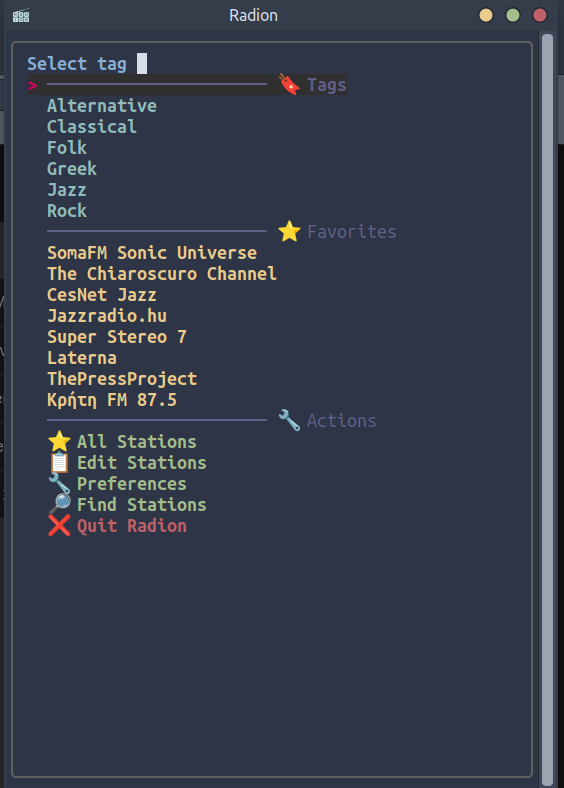 Radion
Select tag
> Tags
Alternative
Classical
Folk
Greek
Jazz
Rock
Favorites
SomaFM Sonic Universe
The Chiaroscuro Channel
CesNet Jazz
Jazzradio.hu
Super Stereo 7
Laterna
ThePressProject
Κρήτη FM 87.5
Actions
All Stations
Edit Stations
Preferences
Find Stations
Quit Radion